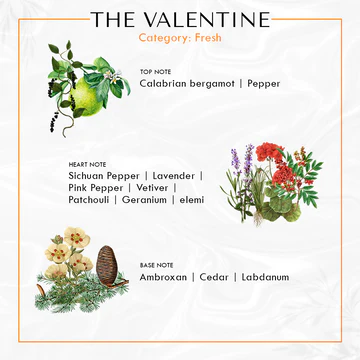 THE VALENTINE
Category: Fresh
TOP NOTE
Calabrian bergamot | Pepper
HEART NOTE
Sichuan Pepper | Lavender |
Pink Pepper | Vetiver |
Patchouli | Geranium | elemi
BASE NOTE
Ambroxan | Cedar | Labdanum